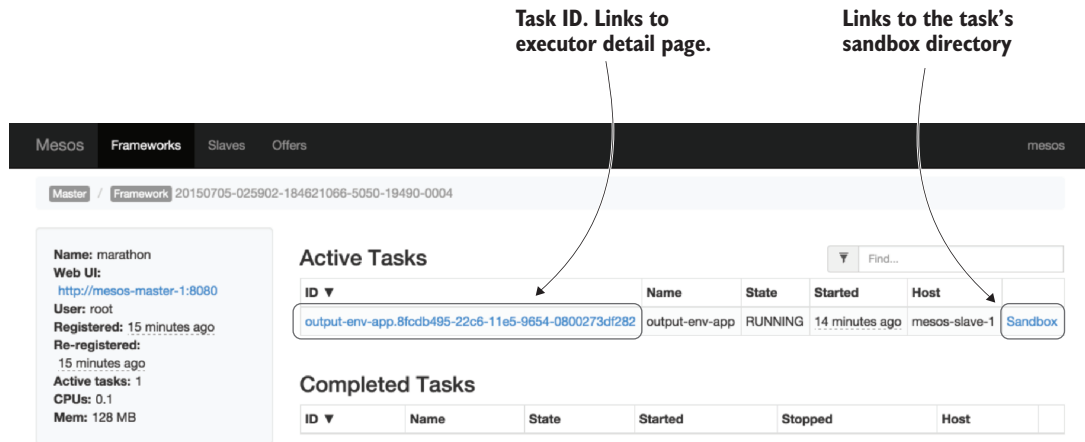 Task ID. Links to
executor detail page.
Links to the task's
sandbox directory
Mesos Frameworks Slaves Offers mesos
Master / Framework 20150705-025902-184621066-5050-19490-0004
Name: marathon
Web UI:
http://mesos-master-1:8080
User: root
Registered: 15 minutes ago
Re-registered:
15 minutes ago
Active tasks: 1
CPUs: 0.1
Mem: 128 MB
Active Tasks
Find...
ID ▼ Name State Started Host
output-env-app.8fcdb495-22c6-11e5-9654-0800273df282 output-env-app RUNNING 14 minutes ago mesos-slave-1 Sandbox
Completed Tasks
ID ▼ Name State Started Stopped Host